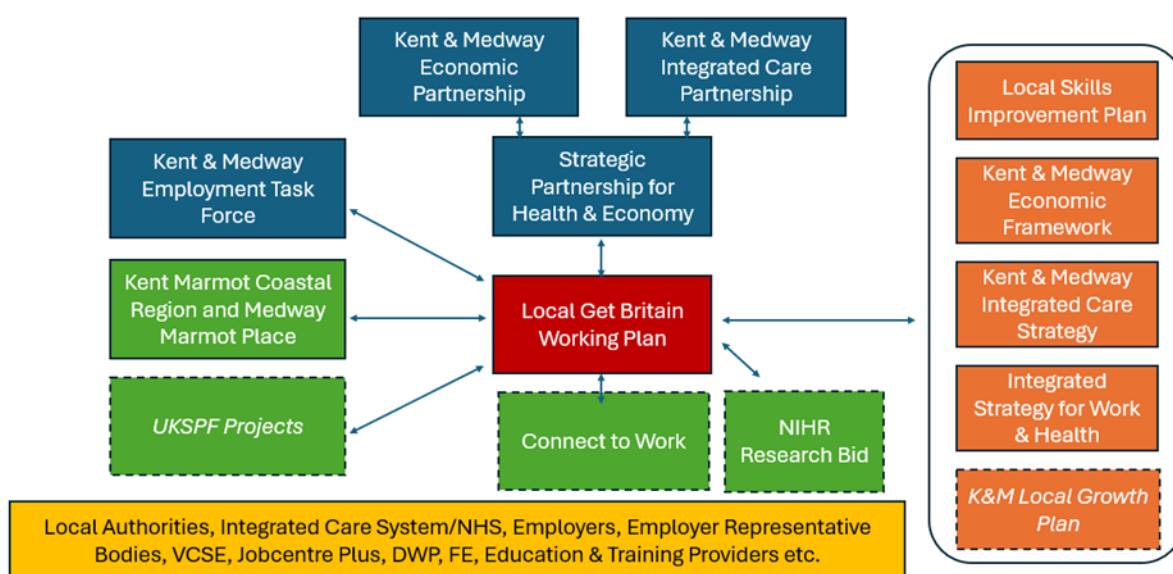 Kent & Medway
Economic
Partnership
Kent & Medway
Integrated Care
Partnership
Kent & Medway
Employment Task
Force
Strategic
Partnership for
Health & Economy
Kent Marmot Coastal
Region and Medway
Marmot Place
Local Get Britain
Working Plan
UKSPF Projects
Connect to Work
NIHR
Research Bid
Local Skills
Improvement Plan
Kent & Medway
Economic
Framework
Kent & Medway
Integrated Care
Strategy
Integrated
Strategy for Work
& Health
K&M Local Growth
Plan
Local Authorities, Integrated Care System/NHS, Employers, Employer Representative
Bodies, VCSE, Jobcentre Plus, DWP, FE, Education & Training Providers etc.